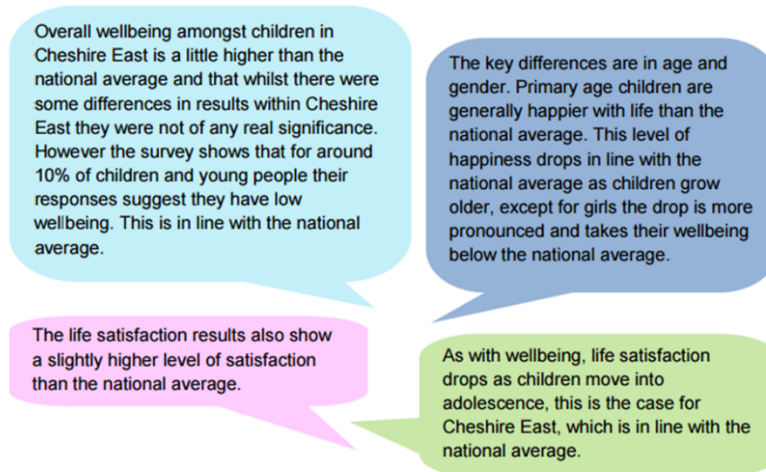 Overall wellbeing amongst children in
Cheshire East is a little higher than the
national average and that whilst there were
some differences in results within Cheshire
East they were not of any real significance.
However the survey shows that for around
10% of children and young people their
responses suggest they have low
wellbeing. This is in line with the national
average.
The key differences are in age and
gender. Primary age children are
generally happier with life than the
national average. This level of
happiness drops in line with the
national average as children grow
older, except for girls the drop is more
pronounced and takes their wellbeing
below the national average.
The life satisfaction results also show
a slightly higher level of satisfaction
than the national average.
As with wellbeing, life satisfaction
drops as children move into
adolescence, this is the case for
Cheshire East, which is in line with the
national average.